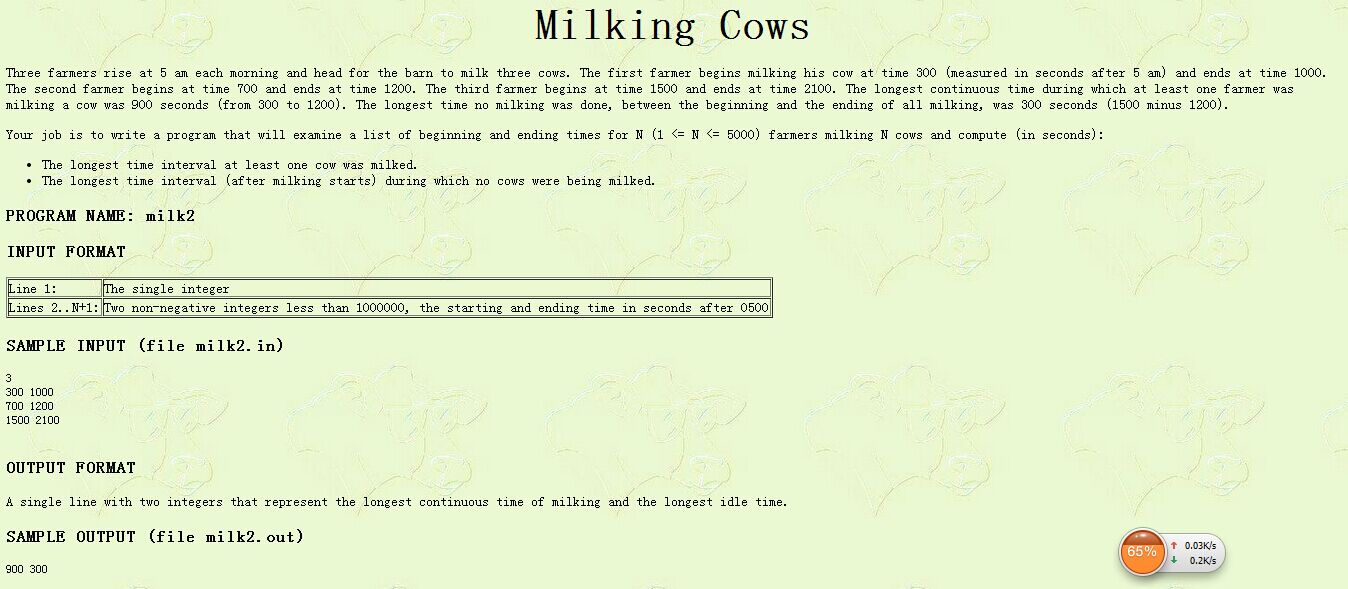 Milking Cows
Three farmers rise at 5 am each morning and head for the barn to milk three cows. The first farmer begins milking his cow at time 300 (measured in seconds after 5 am) and ends at time 1000.
The second farmer begins at time 700 and ends at time 1200. The third farmer begins at time 1500 and ends at time 2100. The longest continuous time during which at least one farmer was
milking a cow was 900 seconds (from 300 to 1200). The longest time no milking was done, between the beginning and the ending of all milking, was 300 seconds (1500 minus 1200).
Your job is to write a program that will examine a list of beginning and ending times for N (1 <= N <= 5000) farmers milking N cows and compute (in seconds):
• The longest time interval at least one cow was milked.
• The longest time interval (after milking starts) during which no cows were being milked.
PROGRAM NAME: milk2
INPUT FORMAT
Line 1: The single integer
Lines 2..N+1: Two non-negative integers less than 1000000, the starting and ending time in seconds after 0500
SAMPLE INPUT (file milk2.in)
3
300 1000
700 1200
1500 2100
OUTPUT FORMAT
A single line with two integers that represent the longest continuous time of milking and the longest idle time.
SAMPLE OUTPUT (file milk2.out)
65% ↑ 0.03K/s
↓ 0.2K/s
900 300